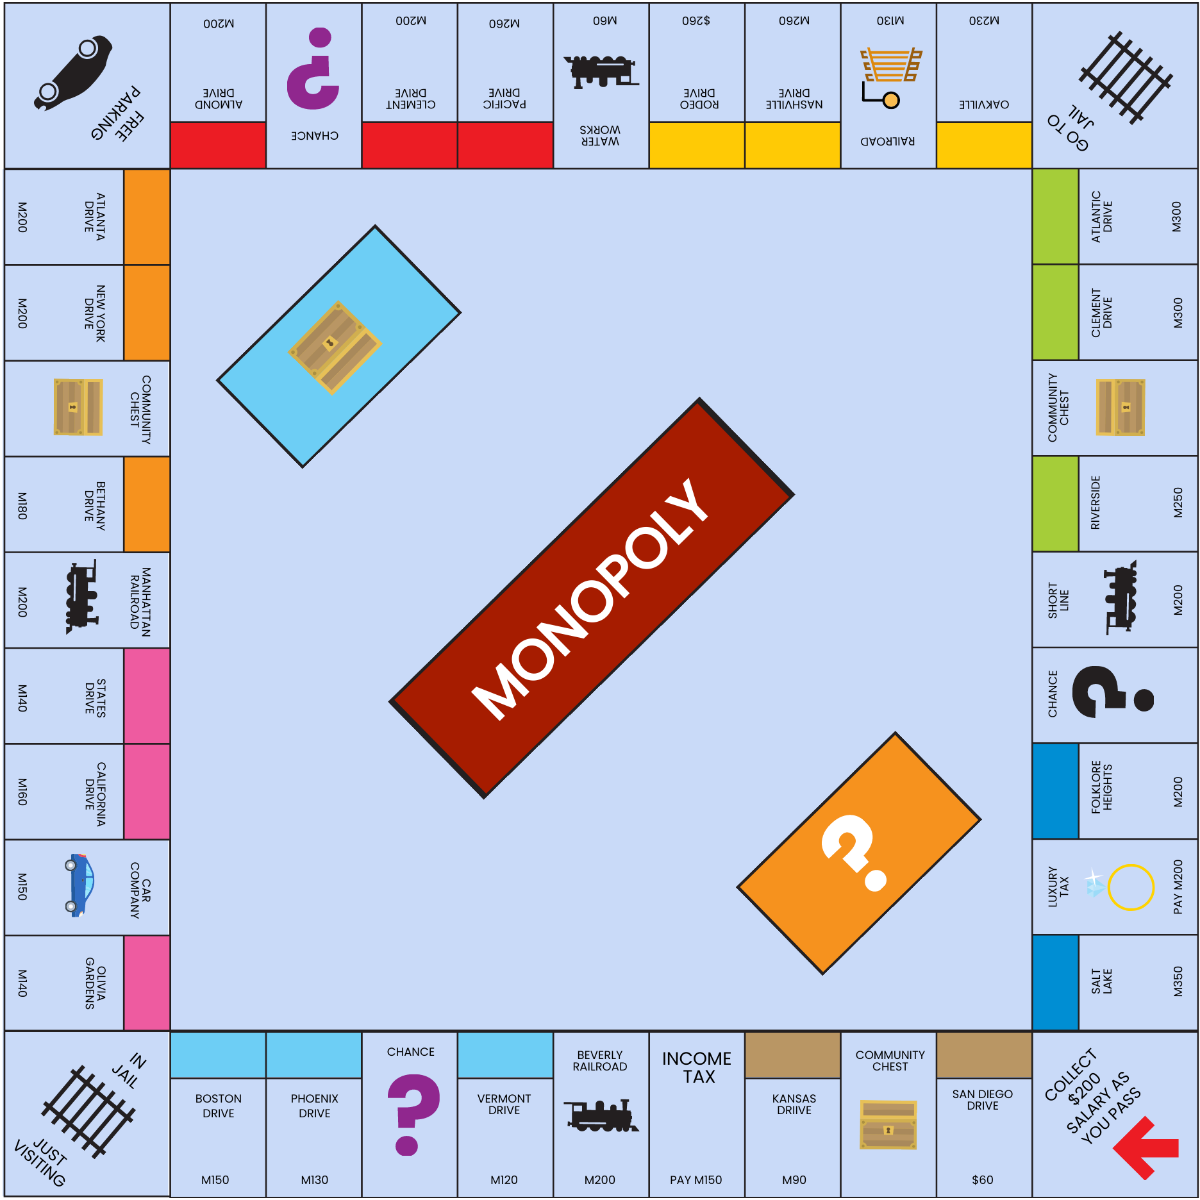 M200
ALMOND
DRIVE
CHANCE
M200
CLEMENT
DRIVE
M260
PACIFIC
DRIVE
M60
WATER
WORKS
$260
RODEO
DRIVE
M260
NASHVILLE
DRIVE
M130
RAILROAD
M230
OAKVILLE
FREE
PARKING
GO TO
JAIL
ATLANTA
DRIVE
M200
NEW YORK
DRIVE
M200
COMMUNITY
CHEST
BETHANY
DRIVE
M180
MANHATTAN
RAILROAD
M200
STATES
DRIVE
M140
CALIFORNIA
DRIVE
M160
CAR
COMPANY
M150
OLIVIA
GARDENS
M140
?
MONOPOLY
?
ATLANTIC
DRIVE
M300
CLEMENT
DRIVE
M300
COMMUNITY
CHEST
RIVERSIDE
M250
SHORT
LINE
M200
CHANCE
?
FOLKLORE
HEIGHTS
M200
LUXURY
TAX
PAY M200
SALT
LAKE
M350
IN
JAIL
JUST
VISITING
BOSTON
DRIVE
M150
PHOENIX
DRIVE
M130
CHANCE
?
VERMONT
DRIVE
M120
BEVERLY
RAILROAD
M200
INCOME
TAX
PAY M150
KANSAS
DRIIVE
M90
COMMUNITY
CHEST
SAN DIEGO
DRIVE
$60
COLLECT
$200
SALARY AS
YOU PASS